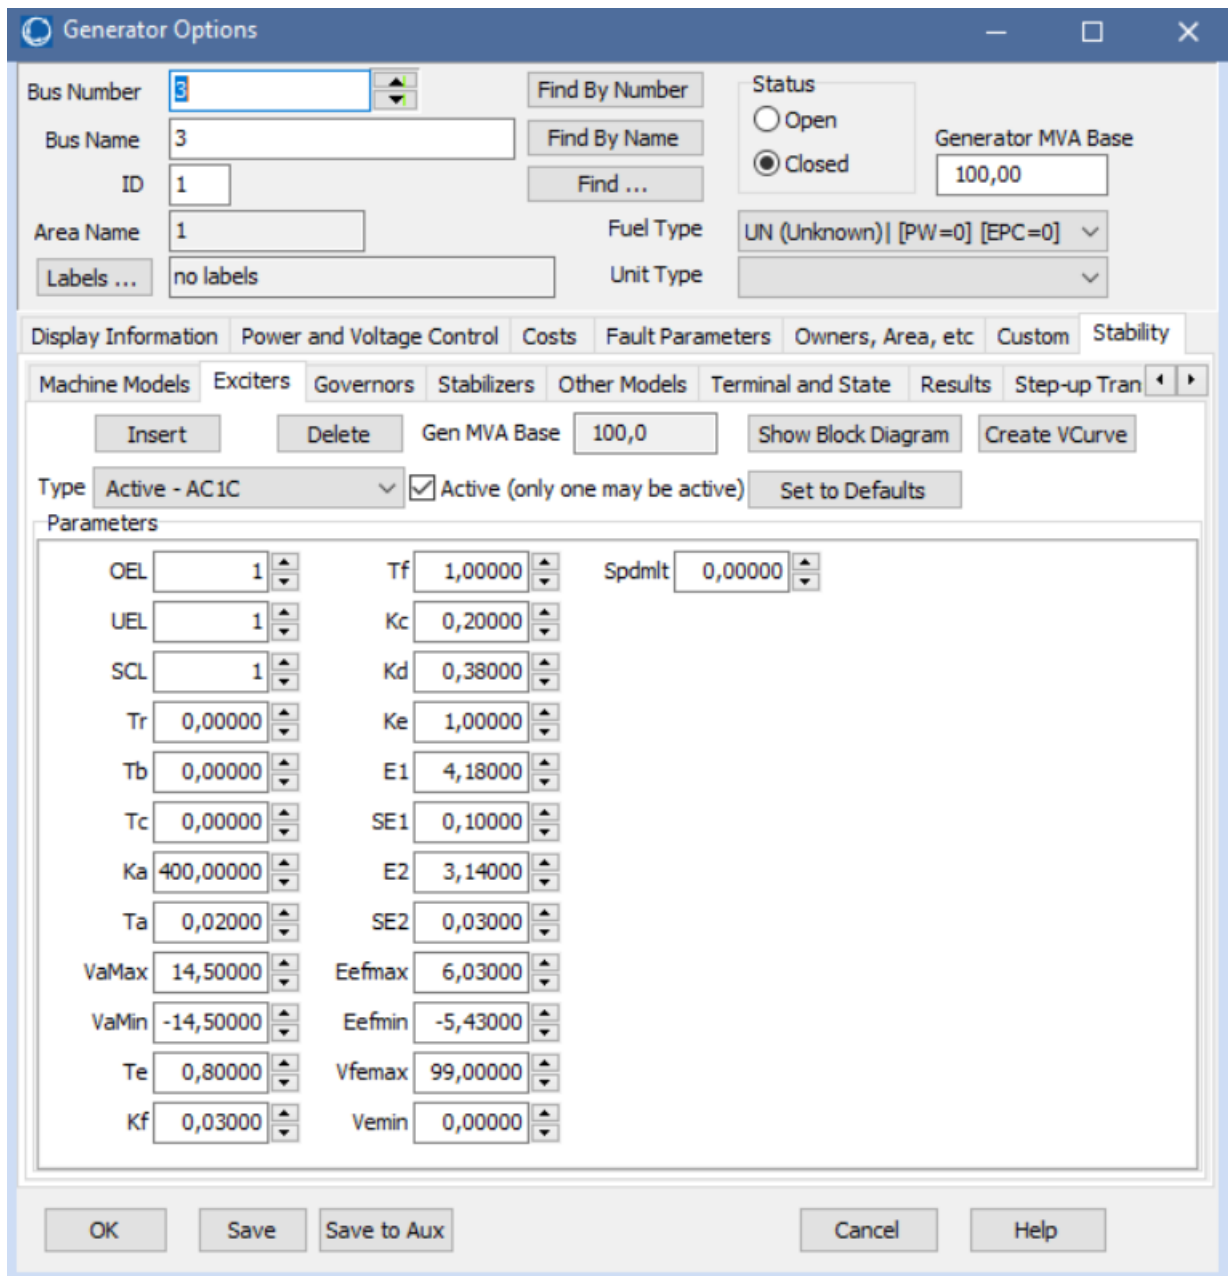 Generator Options
Bus Number 3 Find By Number Status
Bus Name 3 Find By Name Open Generator MVA Base
ID 1 Find ... Closed 100,00
Area Name 1 Fuel Type UN (Unknown)| [PW=0] [EPC=0]
Labels ... no labels Unit Type
Display Information Power and Voltage Control Costs Fault Parameters Owners, Area, etc Custom Stability
Machine Models Exciters Governors Stabilizers Other Models Terminal and State Results Step-up Tran
Insert Delete Gen MVA Base 100,0 Show Block Diagram Create VCurve
Type Active - AC1C Active (only one may be active) Set to Defaults
Parameters
OEL 1 Tf 1,00000 Spdmlt 0,00000
UEL 1 Kc 0,20000
SCL 1 Kd 0,38000
Tr 0,00000 Ke 1,00000
Tb 0,00000 E1 4,18000
Tc 0,00000 SE1 0,10000
Ka 400,00000 E2 3,14000
Ta 0,02000 SE2 0,03000
VaMax 14,50000 Eefmax 6,03000
VaMin -14,50000 Eefmin -5,43000
Te 0,80000 Vfemax 99,00000
Kf 0,03000 Vemin 0,00000
OK Save Save to Aux Cancel Help